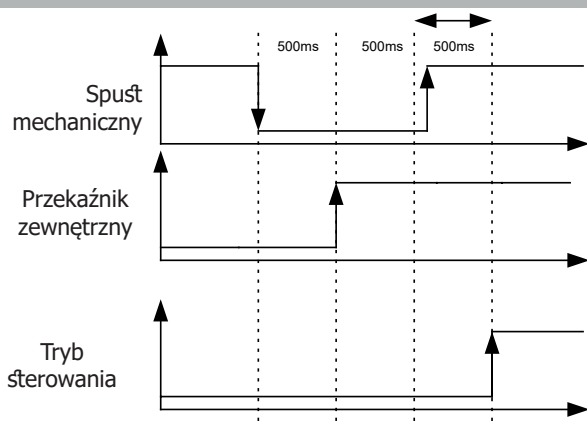 500ms 500ms 500ms
Spust
mechaniczny
Przekaźnik
zewnętrzny
Tryb
sterowania